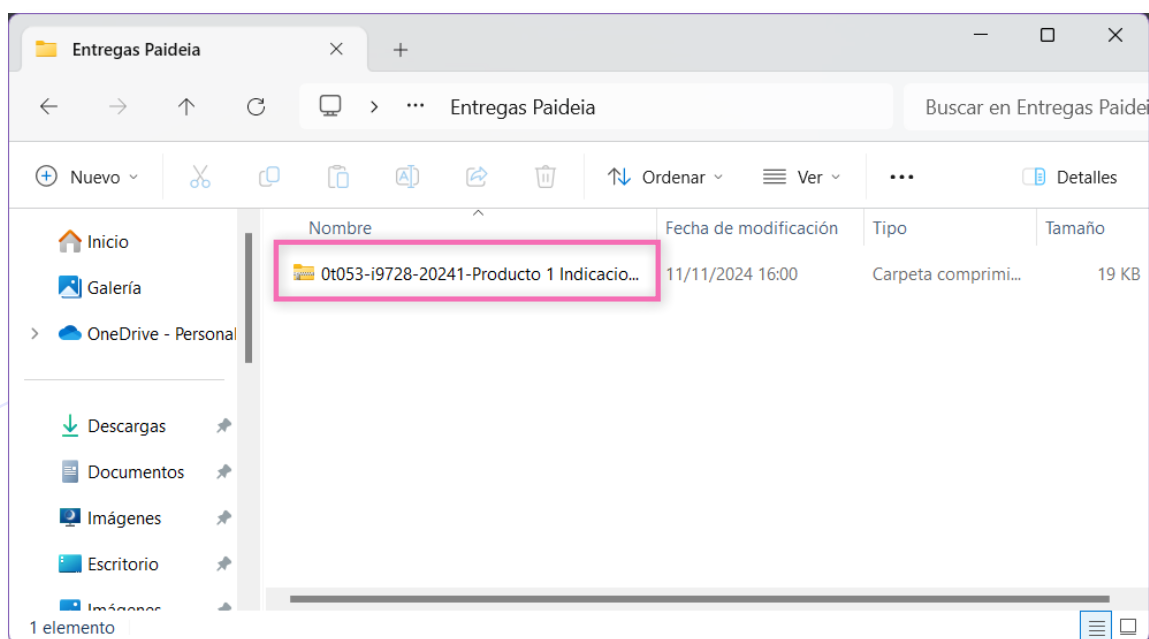 Entregas Paideia
Entregas Paideia
Buscar en Entregas Paidei
Nuevo
Ordenar
Ver
Detalles
Nombre
Fecha de modificación
Tipo
Tamaño
Inicio
0t053-i9728-20241-Producto 1 Indicacio...
11/11/2024 16:00
Carpeta comprimi...
19 KB
Galería
OneDrive - Personal
Descargas
Documentos
Imágenes
Escritorio
Imágenes
1 elemento